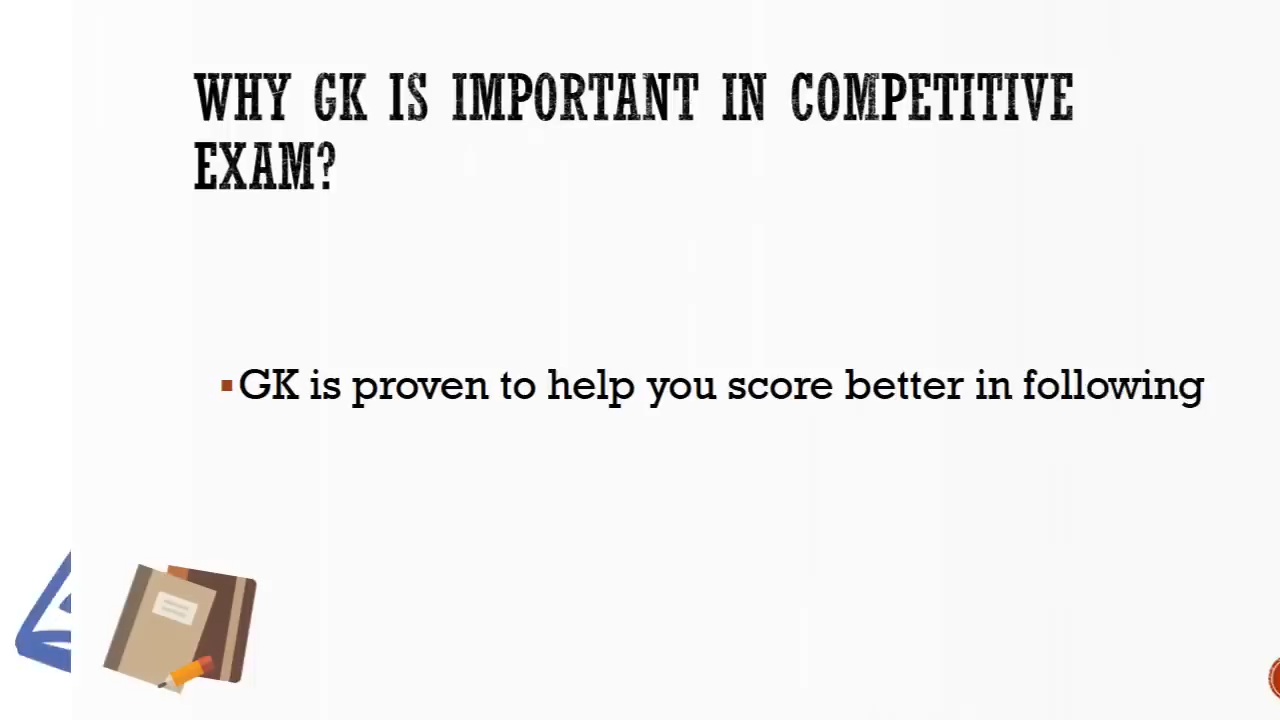 WHY GK IS IMPORTANT IN COMPETITIVE
EXAM?
GK is proven to help you score better in following